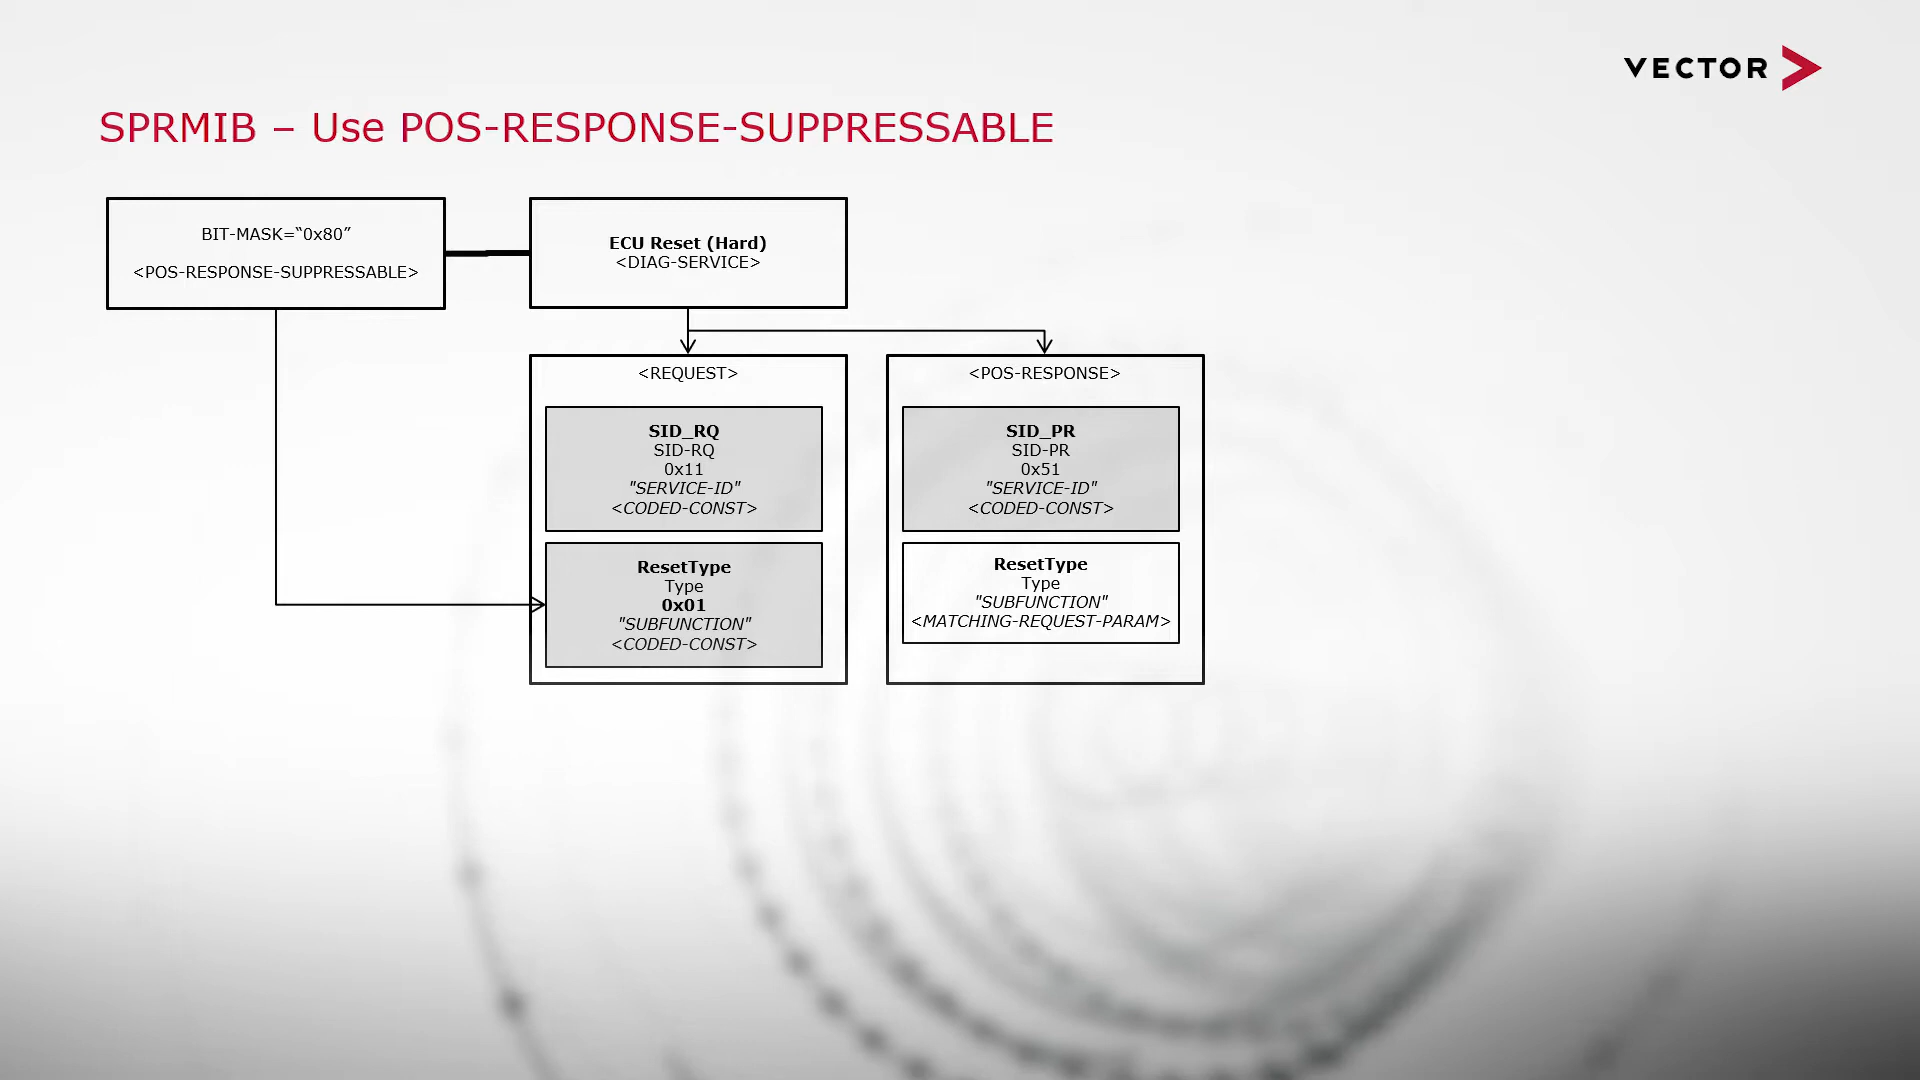 VECTOR
SPRMIB – Use POS-RESPONSE-SUPPRESSABLE
BIT-MASK=“0x80”
<POS-RESPONSE-SUPPRESSABLE>
ECU Reset (Hard)
<DIAG-SERVICE>
<REQUEST>
SID_RQ
SID-RQ
0x11
"SERVICE-ID"
<CODED-CONST>
ResetType
Type
0x01
"SUBFUNCTION"
<CODED-CONST>
<POS-RESPONSE>
SID_PR
SID-PR
0x51
"SERVICE-ID"
<CODED-CONST>
ResetType
Type
"SUBFUNCTION"
<MATCHING-REQUEST-PARAM>